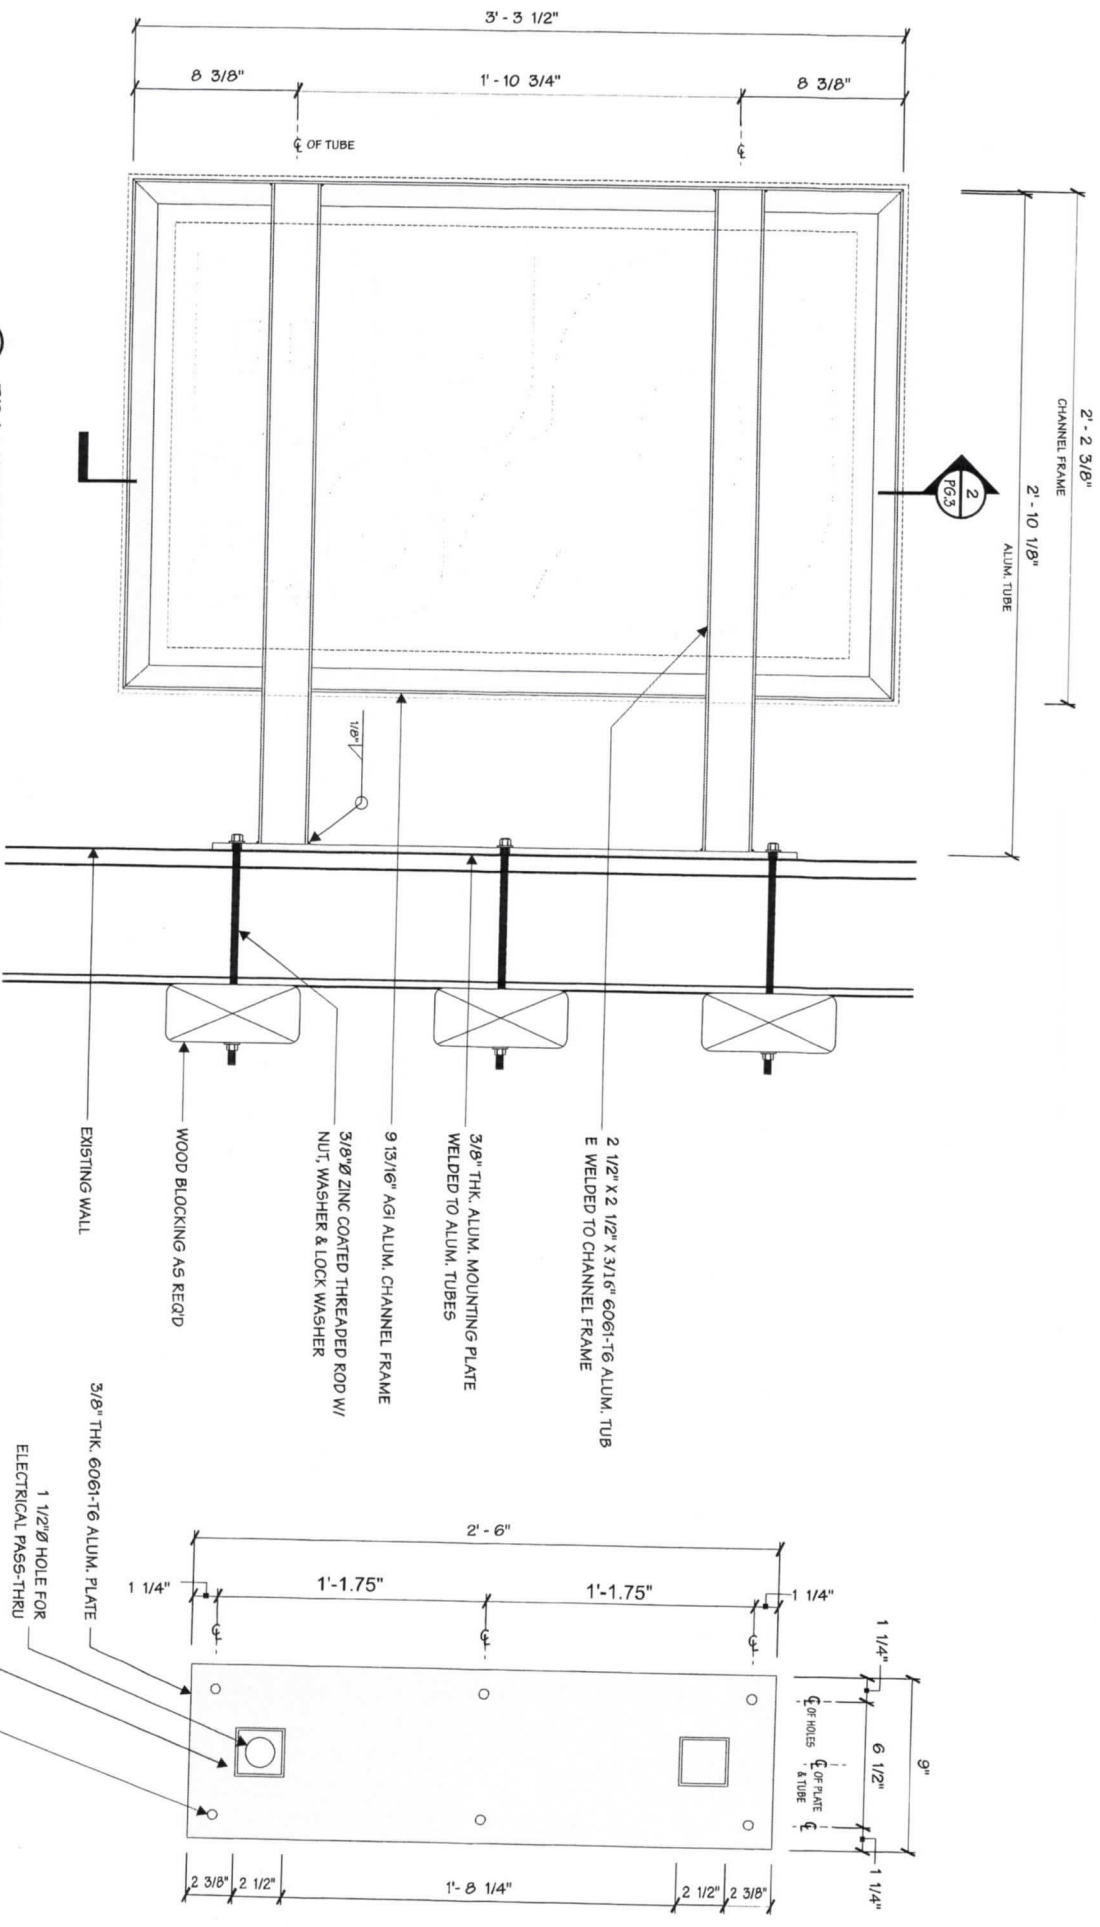 3' - 3 1/2"
8 3/8"
1' - 10 3/4"
8 3/8"
℄ OF TUBE
℄
2' - 2 3/8"
CHANNEL FRAME
2' - 10 1/8"
ALUM. TUBE
2
PG.3
1/8"
2 1/2" X 2 1/2" X 3/16" 6061-T6 ALUM. TUB
E WELDED TO CHANNEL FRAME
3/8" THK. ALUM. MOUNTING PLATE
WELDED TO ALUM. TUBES
9 13/16" AGI ALUM. CHANNEL FRAME
3/8"Ø ZINC COATED THREADED ROD W/
NUT, WASHER & LOCK WASHER
WOOD BLOCKING AS REQ'D
EXISTING WALL
2' - 6"
1 1/4"
1'-1.75"
1'-1.75"
1 1/4"
℄
℄
℄
1 1/4"
9"
6 1/2"
1 1/4"
℄ OF HOLES
℄ OF PLATE
& TUBE
℄
3/8" THK. 6061-T6 ALUM. PLATE
1 1/2"Ø HOLE FOR
ELECTRICAL PASS-THRU
2 3/8"
2 1/2"
1'- 8 1/4"
2 1/2"
2 3/8"